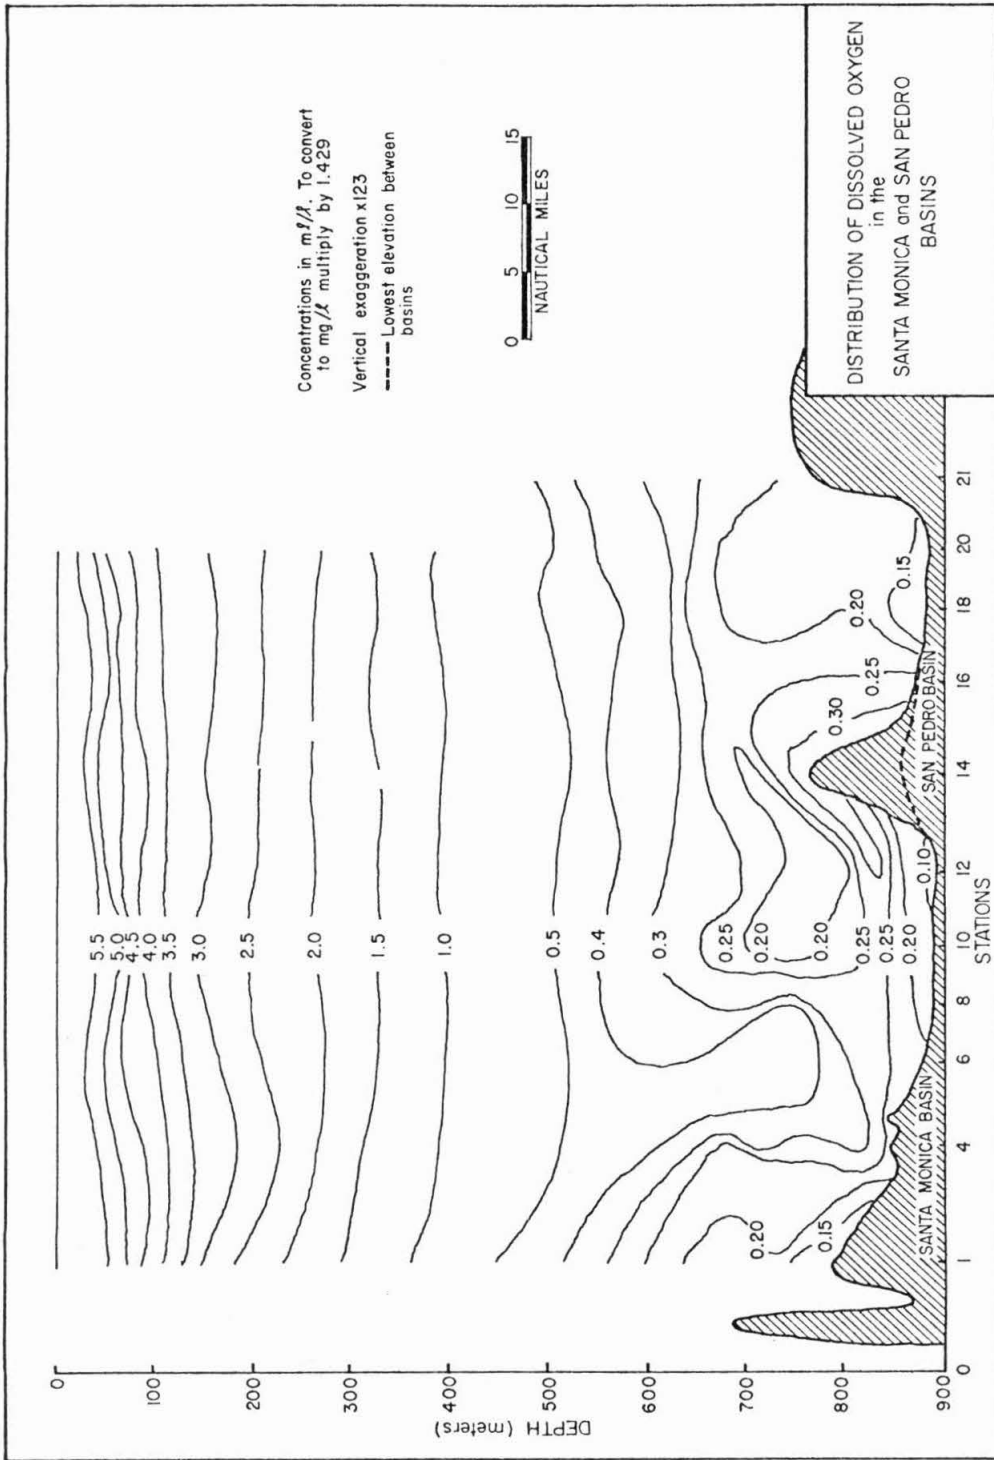 Concentrations in ml/l. To convert
to mg/l multiply by 1.429
Vertical exaggeration x123
---- Lowest elevation between
basins
0 5 10 15
NAUTICAL MILES
DEPTH (meters)
0
100
200
300
400
500
600
700
800
900
5.5
5.0
4.5
4.0
3.5
3.0
2.5
2.0
1.5
1.0
0.5
0.4
0.3
0.25
0.20
0.20
0.25
0.25
0.20
0.10
0.20
0.15
0.30
0.25
0.20
0.15
SANTA MONICA BASIN
SAN PEDRO BASIN
0 1 4 6 8 10 12 14 16 18 20 21
STATIONS
DISTRIBUTION OF DISSOLVED OXYGEN
in the
SANTA MONICA and SAN PEDRO
BASINS